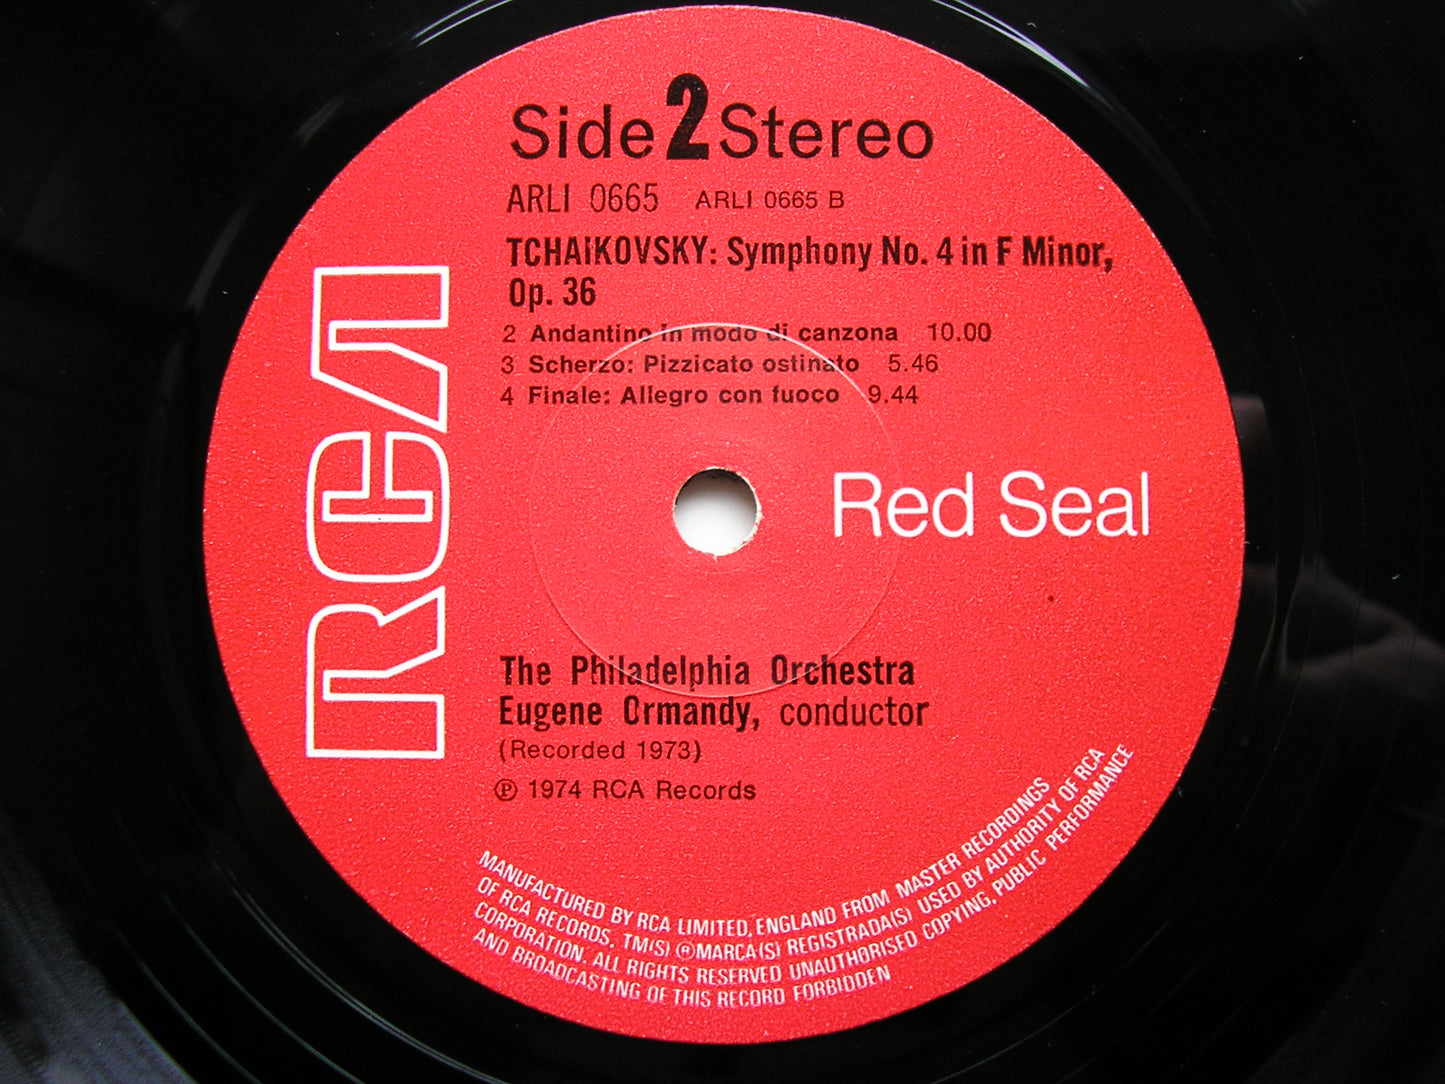 Side 2 Stereo
ARLI 0665 ARLI 0665 B
TCHAIKOVSKY: Symphony No. 4 in F Minor,
Op. 36
2 Andantino in modo di canzona 10.00
3 Scherzo: Pizzicato ostinato 5.46
4 Finale: Allegro con fuoco 9.44
RCA
Red Seal
The Philadelphia Orchestra
Eugene Ormandy, conductor
(Recorded 1973)
℗ 1974 RCA Records
MANUFACTURED BY RCA LIMITED, ENGLAND FROM MASTER RECORDINGS
OF RCA RECORDS. TM(S) ® MARCA(S) REGISTRADA(S) USED BY AUTHORITY OF RCA
CORPORATION. ALL RIGHTS RESERVED UNAUTHORISED COPYING, PUBLIC PERFORMANCE
AND BROADCASTING OF THIS RECORD FORBIDDEN